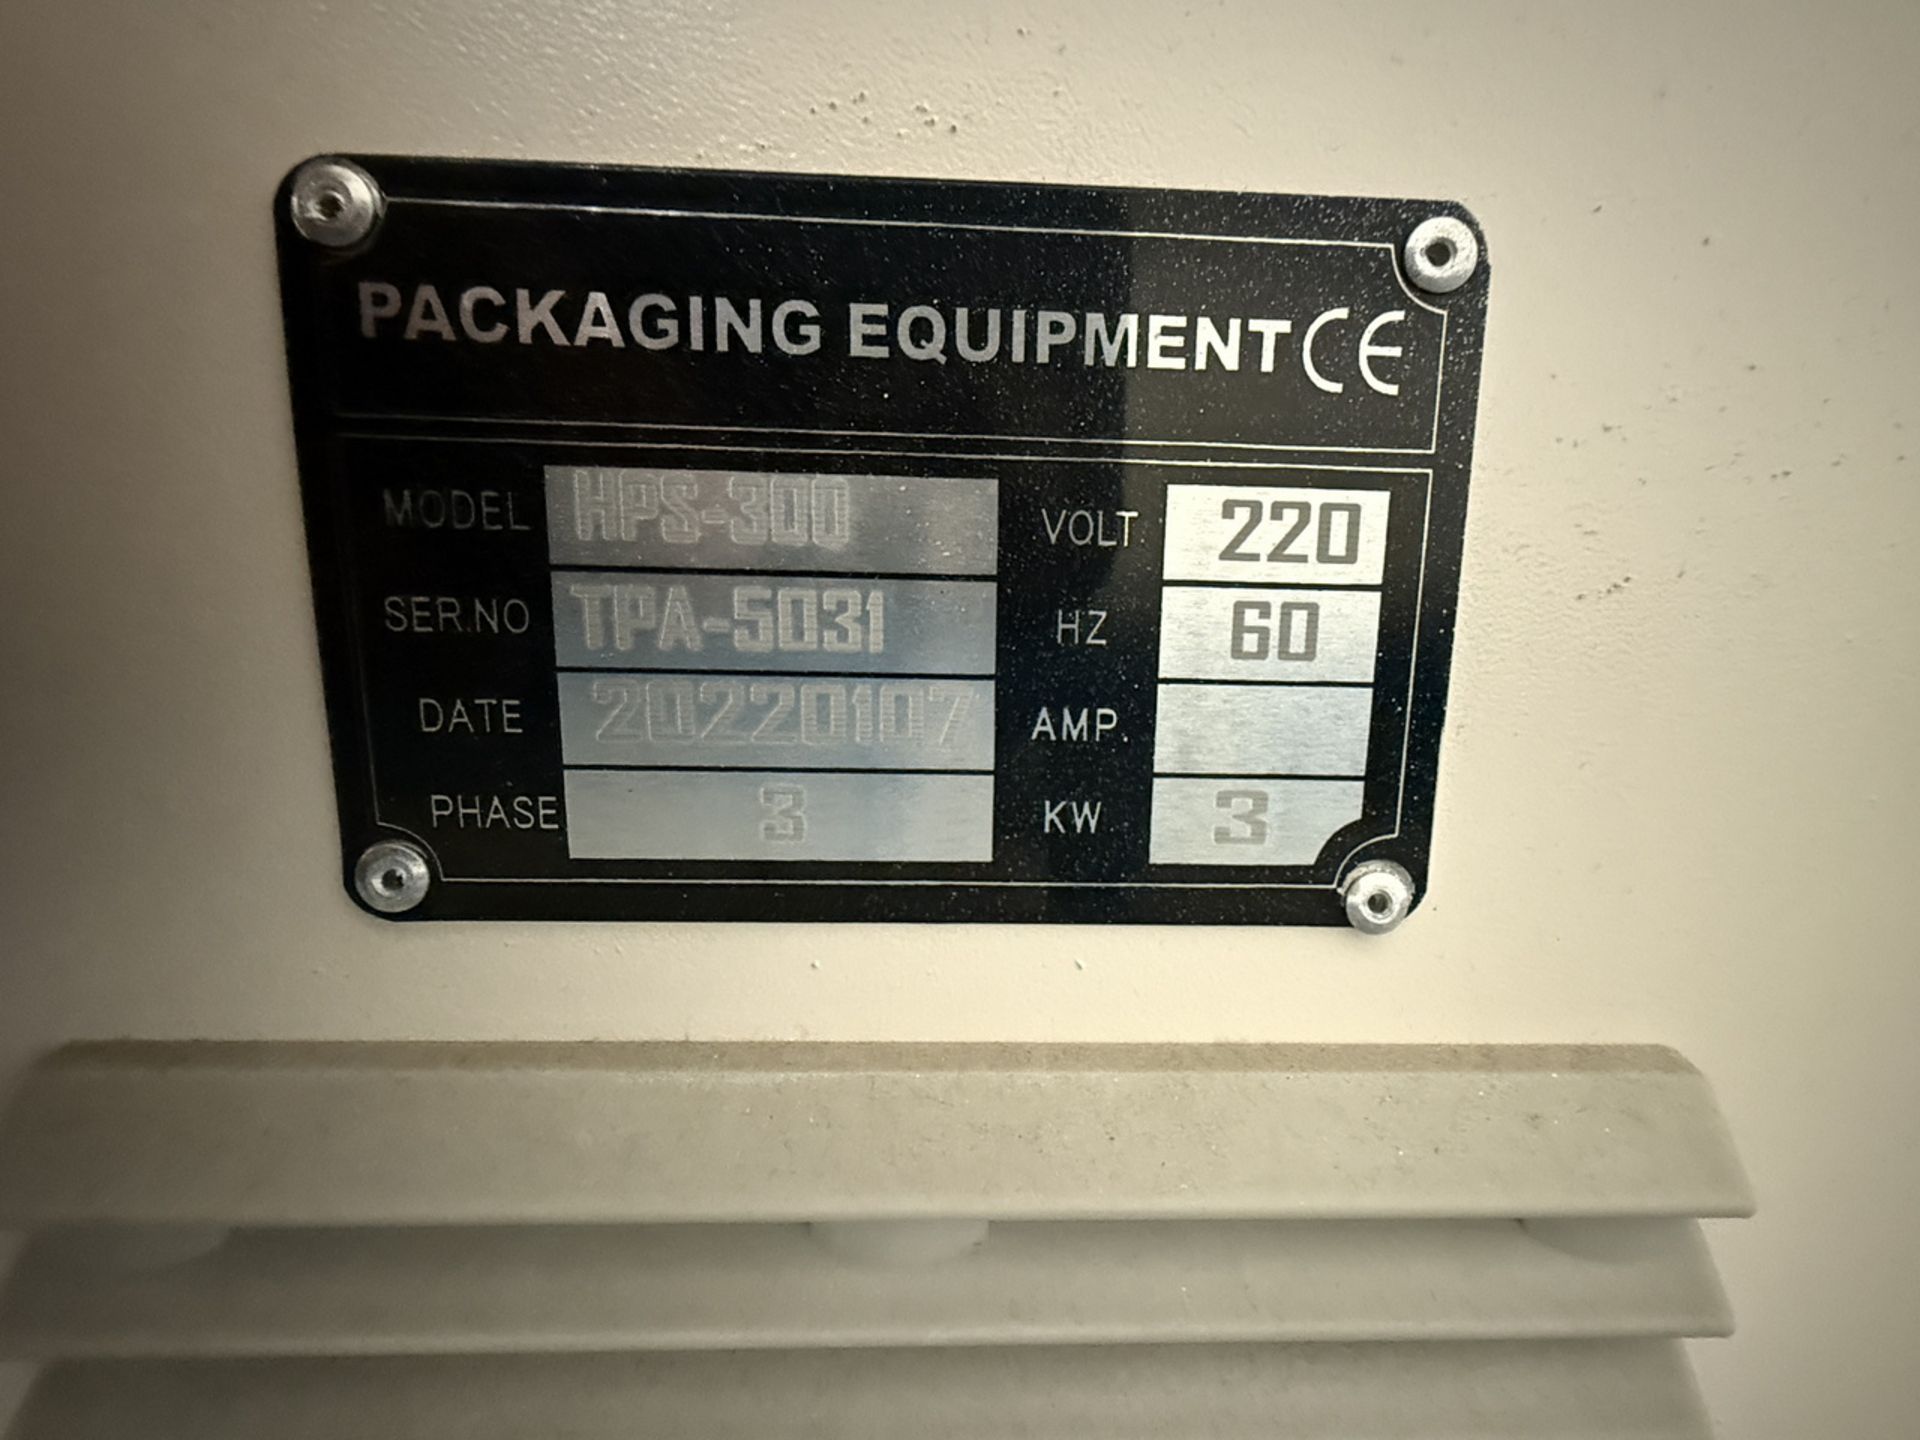 PACKAGING EQUIPMENT CE
MODEL HPS-300 VOLT. 220
SER.NO TPA-5031 HZ 60
DATE 20220107 AMP.
PHASE 3 KW 3